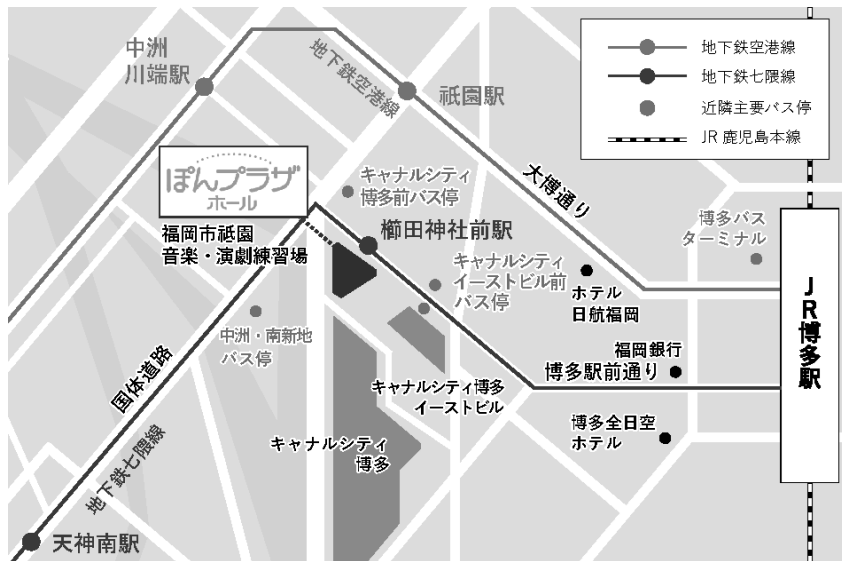 地下鉄空港線
地下鉄七隈線
近隣主要バス停
JR鹿児島本線
中洲
川端駅
地下鉄空港線
祇園駅
大博通り
ぽんプラザ
ホール
福岡市祇園
音楽・演劇練習場
キャナルシティ
博多前バス停
櫛田神社前駅
キャナルシティ
イーストビル前
バス停
博多バス
ターミナル
ホテル
日航福岡
JR博多駅
中洲・南新地
バス停
国体道路
福岡銀行
博多駅前通り
キャナルシティ博多
イーストビル
博多全日空
ホテル
キャナルシティ
博多
地下鉄七隈線
天神南駅